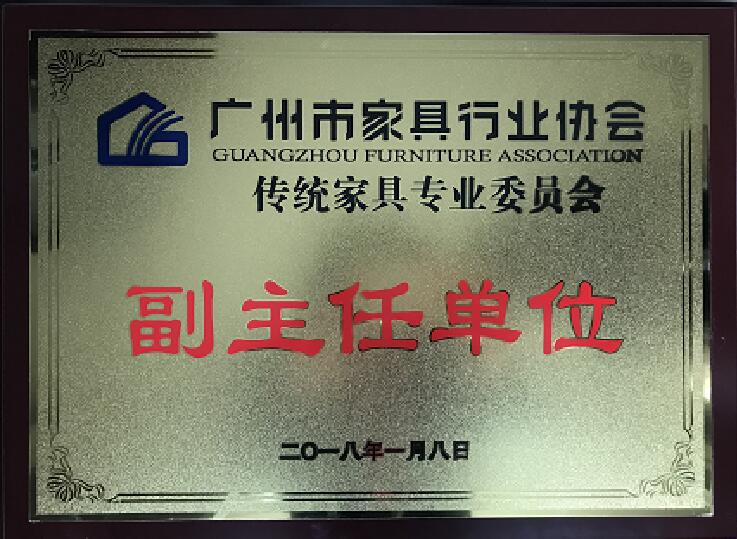 广州市家具行业协会
GUANGZHOU FURNITURE ASSOCIATION
传统家具专业委员会
副主任单位
二〇一八年一月八日